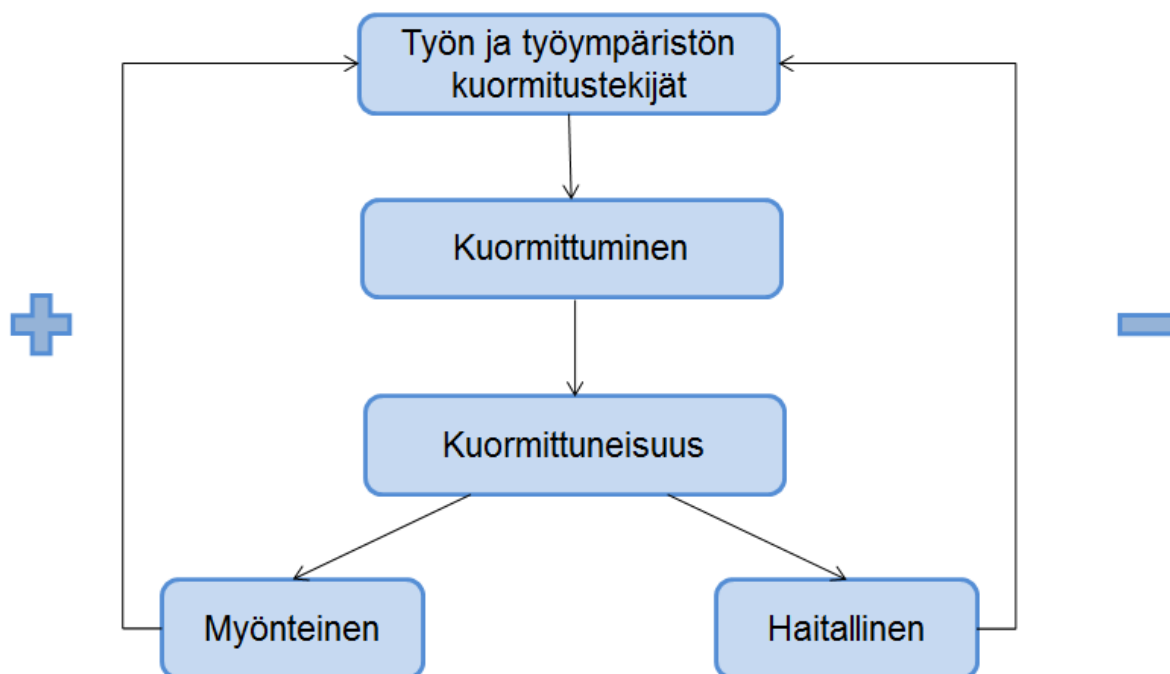 Työn ja työympäristön
kuormitustekijät
Kuormittuminen
Kuormittuneisuus
Myönteinen
Haitallinen